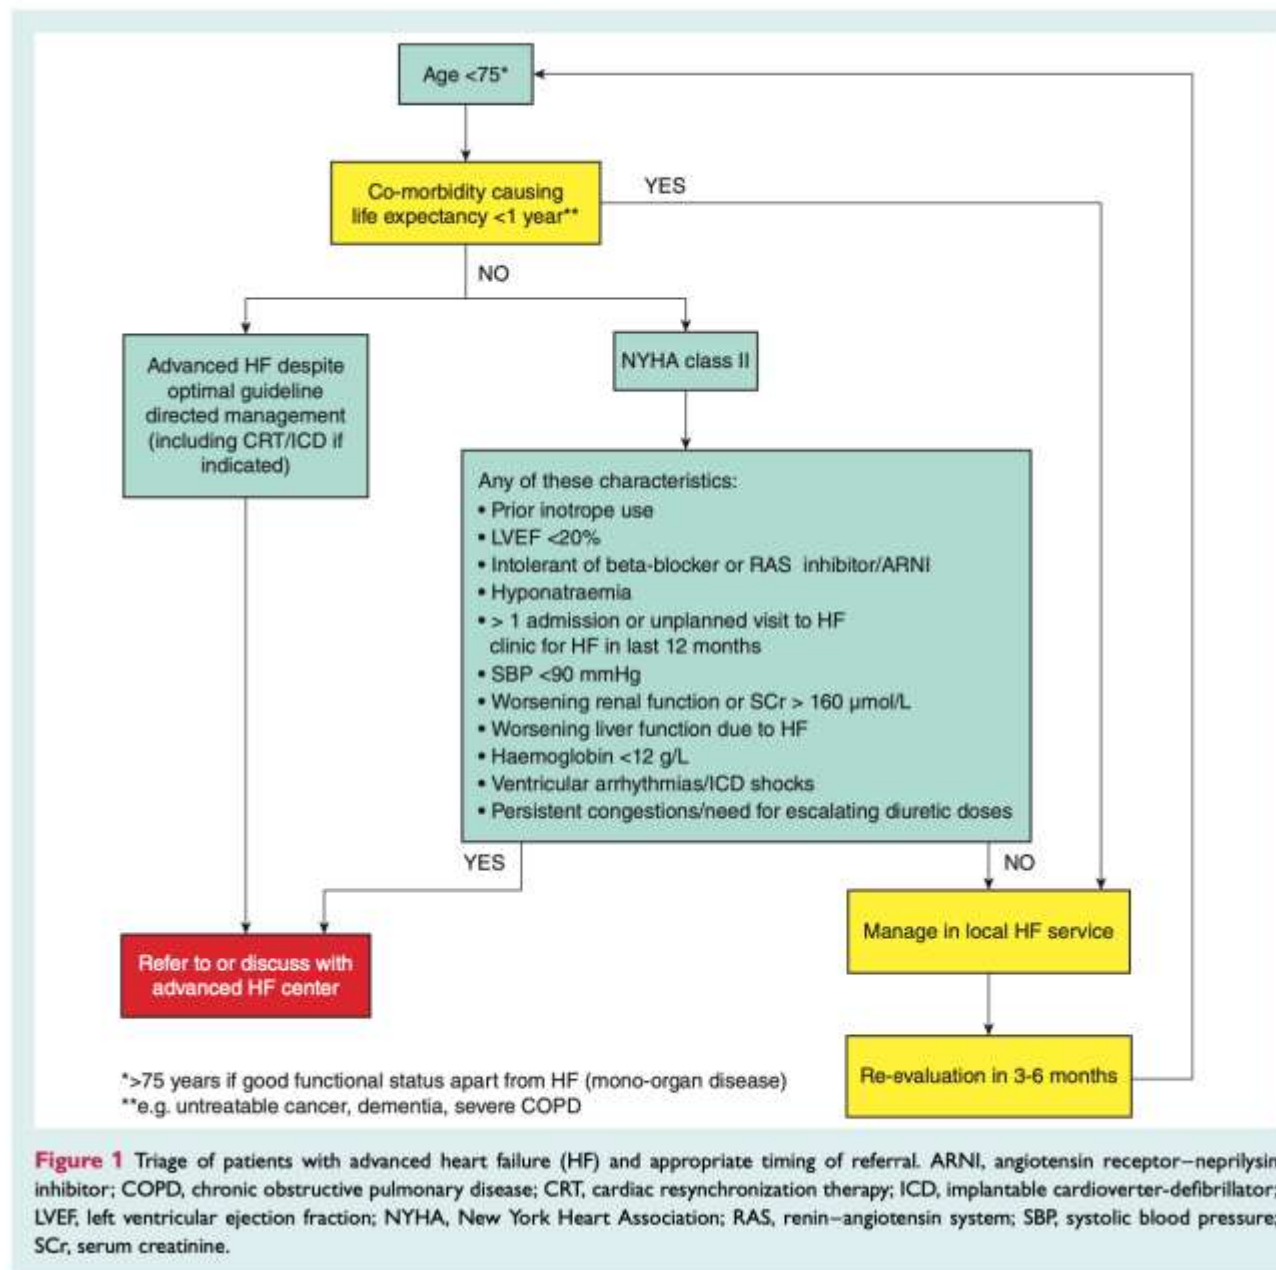 Age <75*
Co-morbidity causing
life expectancy <1 year**
YES
NO
Advanced HF despite
optimal guideline
directed management
(including CRT/ICD if
indicated)
NYHA class II
Any of these characteristics:
• Prior inotrope use
• LVEF <20%
• Intolerant of beta-blocker or RAS inhibitor/ARNI
• Hyponatraemia
• > 1 admission or unplanned visit to HF
clinic for HF in last 12 months
• SBP <90 mmHg
• Worsening renal function or SCr > 160 µmol/L
• Worsening liver function due to HF
• Haemoglobin <12 g/L
• Ventricular arrhythmias/ICD shocks
• Persistent congestions/need for escalating diuretic doses
YES
NO
Refer to or discuss with
advanced HF center
Manage in local HF service
Re-evaluation in 3-6 months
*>75 years if good functional status apart from HF (mono-organ disease)
**e.g. untreatable cancer, dementia, severe COPD
Figure 1 Triage of patients with advanced heart failure (HF) and appropriate timing of referral. ARNI, angiotensin receptor–neprilysin
inhibitor; COPD, chronic obstructive pulmonary disease; CRT, cardiac resynchronization therapy; ICD, implantable cardioverter-defibrillator;
LVEF, left ventricular ejection fraction; NYHA, New York Heart Association; RAS, renin–angiotensin system; SBP, systolic blood pressure;
SCr, serum creatinine.